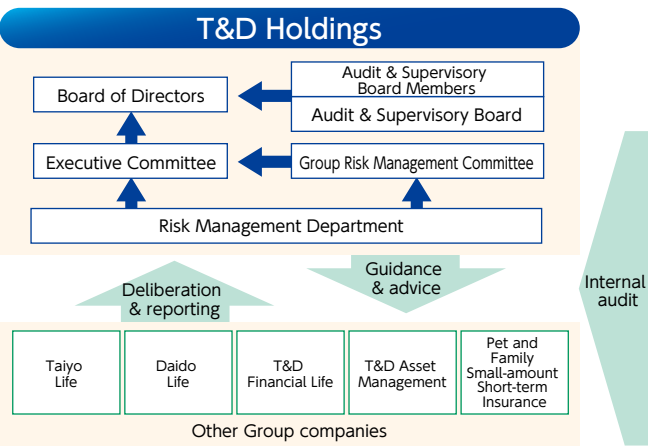 T&D Holdings
Board of Directors
Audit & Supervisory
Board Members
Audit & Supervisory Board
Executive Committee
Group Risk Management Committee
Risk Management Department
Deliberation
& reporting
Guidance
& advice
Internal
audit
Taiyo
Life
Daido
Life
T&D
Financial Life
T&D Asset
Management
Pet and
Family
Small-amount
Short-term
Insurance
Other Group companies